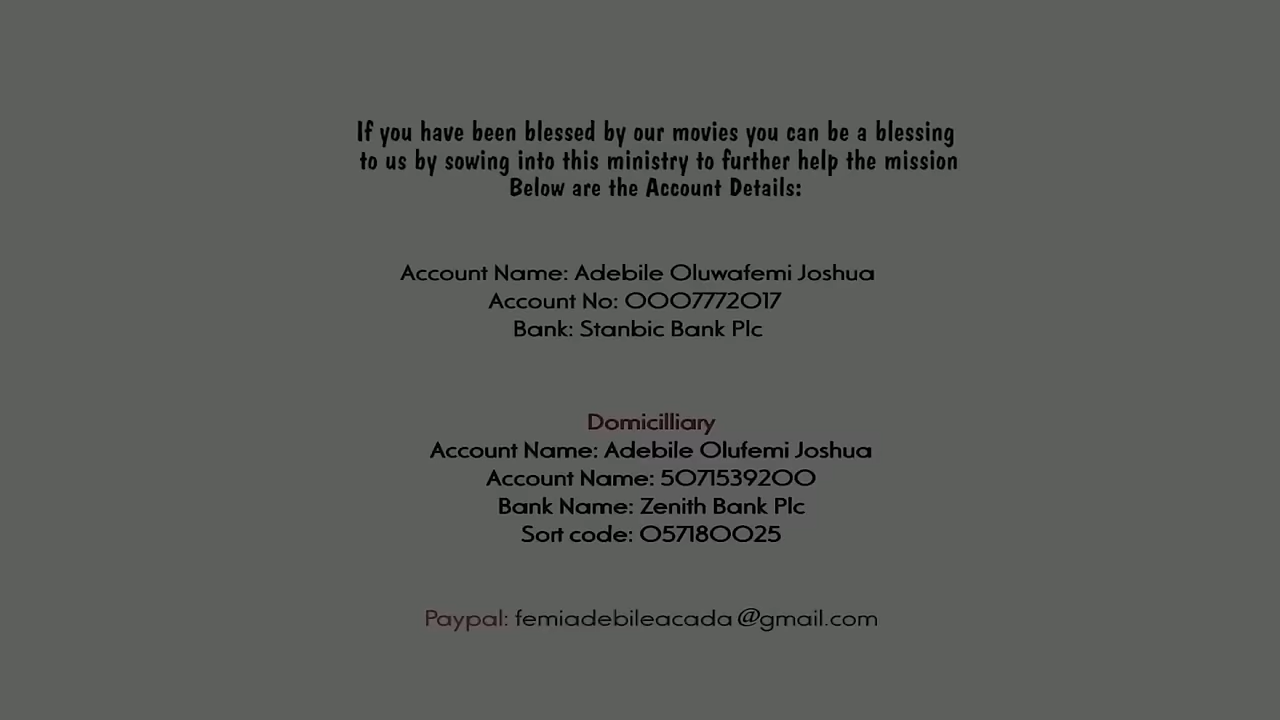 If you have been blessed by our movies you can be a blessing
to us by sowing into this ministry to further help the mission
Below are the Account Details:
Account Name: Adebile Oluwafemi Joshua
Account No: 0007772017
Bank: Stanbic Bank Plc
Domicilliary
Account Name: Adebile Olufemi Joshua
Account Name: 5071539200
Bank Name: Zenith Bank Plc
Sort code: 057180025
Paypal: femiadebileacada@gmail.com